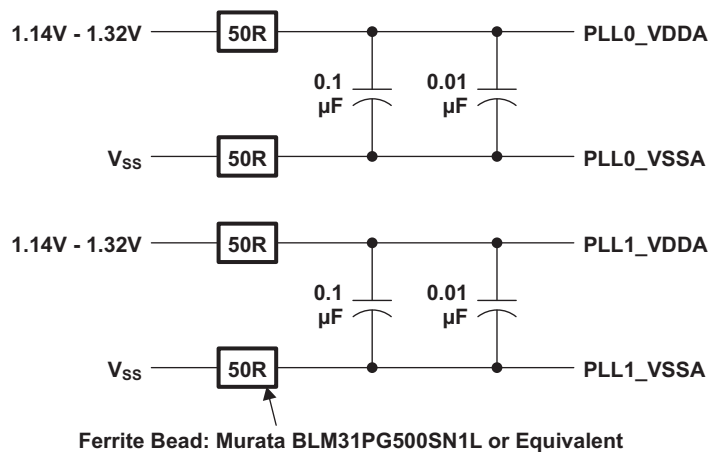 1.14V - 1.32V 50R PLL0_VDDA
0.1 µF 0.01 µF
VSS 50R PLL0_VSSA
1.14V - 1.32V 50R PLL1_VDDA
0.1 µF 0.01 µF
VSS 50R PLL1_VSSA
Ferrite Bead: Murata BLM31PG500SN1L or Equivalent